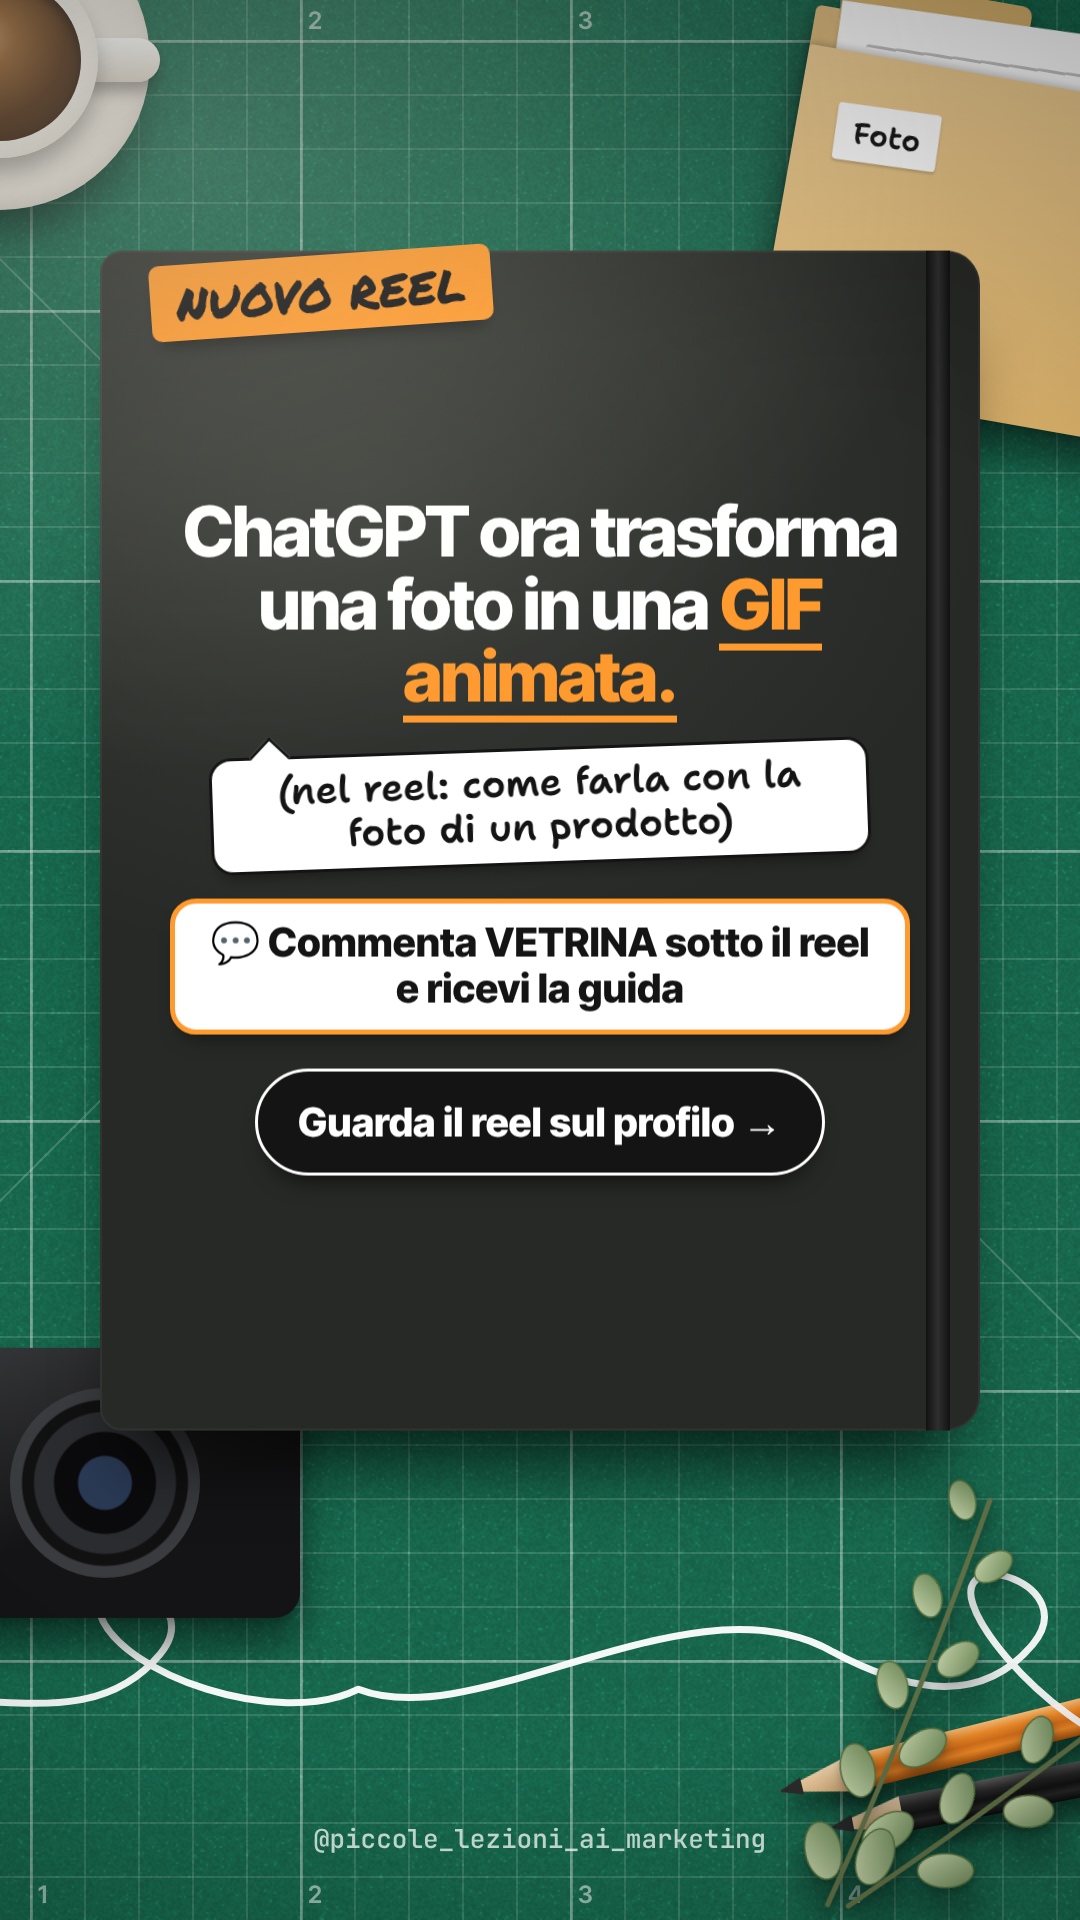 2
3
Foto
NUOVO REEL
ChatGPT ora trasforma
una foto in una GIF
animata.
(nel reel: come farla con la
foto di un prodotto)
💬 Commenta VETRINA sotto il reel
e ricevi la guida
Guarda il reel sul profilo →
@piccole_lezioni_ai_marketing
1
2
3
4